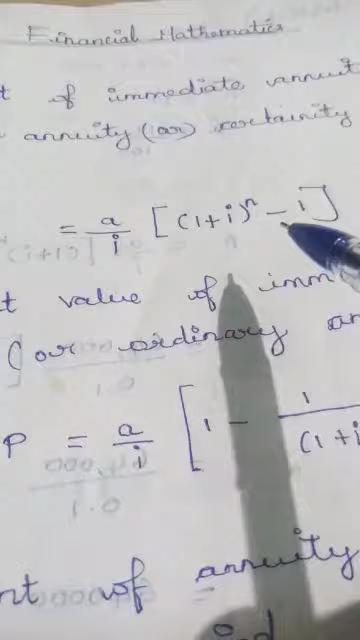 Financial Mathematics
of immediate annuit
annuity (or) certainity
= a/i [(1+i)^n - 1]
value of imm
(or ordinary an
P = a/i [1 - 1/(1+i
of annuity